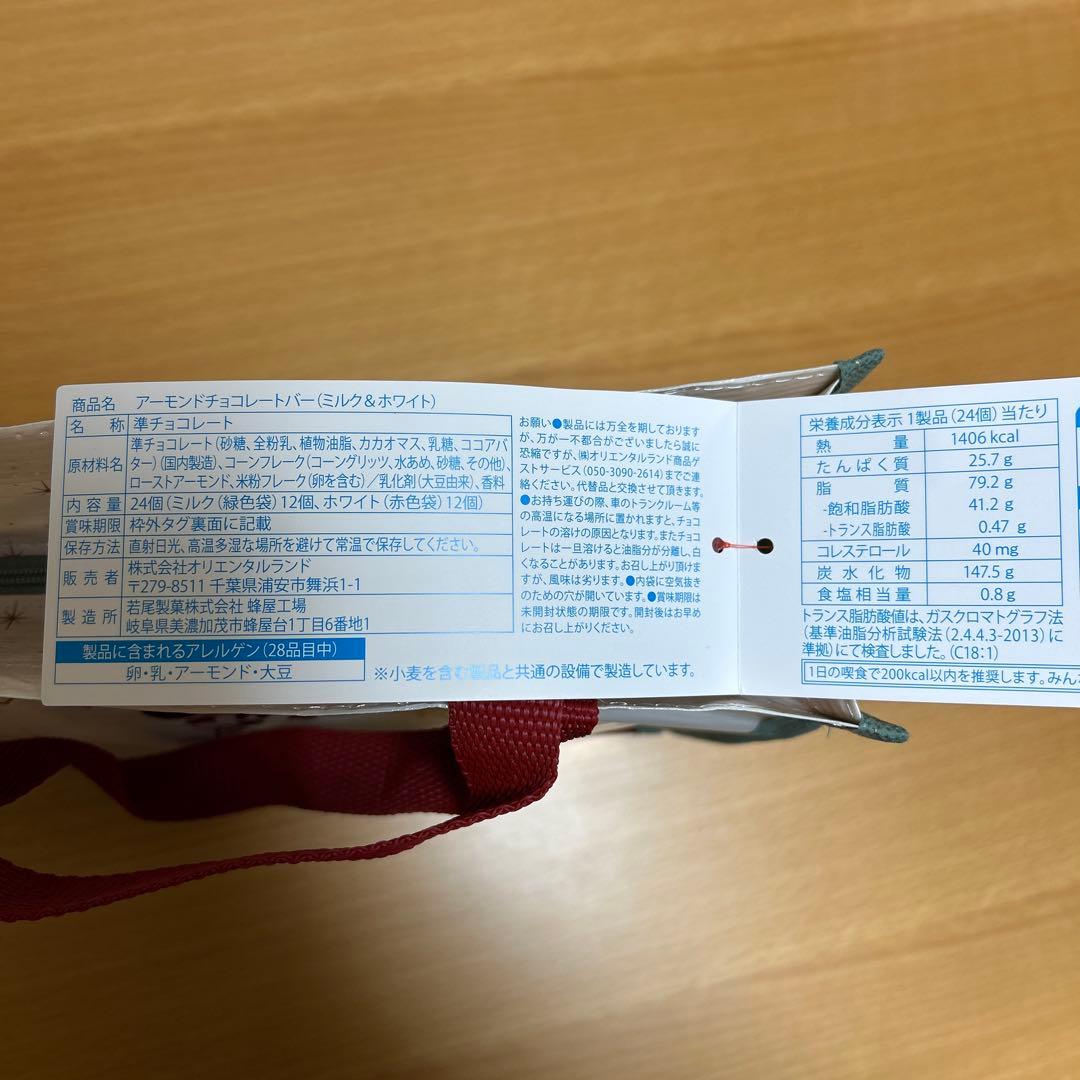 商品名 アーモンドチョコレートバー(ミルク＆ホワイト)
名称 準チョコレート
原材料名 準チョコレート(砂糖、全粉乳、植物油脂、カカオマス、乳糖、ココアバ
ター)(国内製造)、コーンフレーク(コーングリッツ、水あめ、砂糖、その他)、
ローストアーモンド、米粉フレーク(卵を含む)／乳化剤(大豆由来)、香料
内容量 24個(ミルク(緑色袋)12個、ホワイト(赤色袋)12個)
賞味期限 枠外タグ裏面に記載
保存方法 直射日光、高温多湿な場所を避けて常温で保存してください。
販売者 株式会社オリエンタルランド
〒279-8511 千葉県浦安市舞浜1-1
製造所 若尾製菓株式会社 蜂屋工場
岐阜県美濃加茂市蜂屋台1丁目6番地1
製品に含まれるアレルゲン(28品目中)
卵・乳・アーモンド・大豆
※小麦を含む製品と共通の設備で製造しています。
お願い●製品には万全を期しております
が、万が一不都合がございましたら誠に
恐縮ですが、㈱オリエンタルランド商品ゲ
ストサービス(050-3090-2614)までご連
絡ください。代替品と交換させて頂きます。
●お持ち運びの際、車のトランクルーム等
の高温になる場所に置かれますと、チョコ
レートの溶けの原因となります。またチョコ
レートは一旦溶けると油脂分が分離し、白
くなることがあります。お召し上がり頂けま
すが、風味は劣ります。●内袋に空気抜き
のための穴が開いています。●賞味期限は
未開封状態の期限です。開封後はお早め
にお召し上がりください。
栄養成分表示 1製品(24個)当たり
熱量 1406 kcal
たんぱく質 25.7 g
脂質 79.2 g
-飽和脂肪酸 41.2 g
-トランス脂肪酸 0.47 g
コレステロール 40 mg
炭水化物 147.5 g
食塩相当量 0.8 g
トランス脂肪酸値は、ガスクロマトグラフ法
(基準油脂分析試験法(2.4.4.3-2013)に
準拠)にて検査しました。(C18:1)
1日の喫食で200kcal以内を推奨します。みん